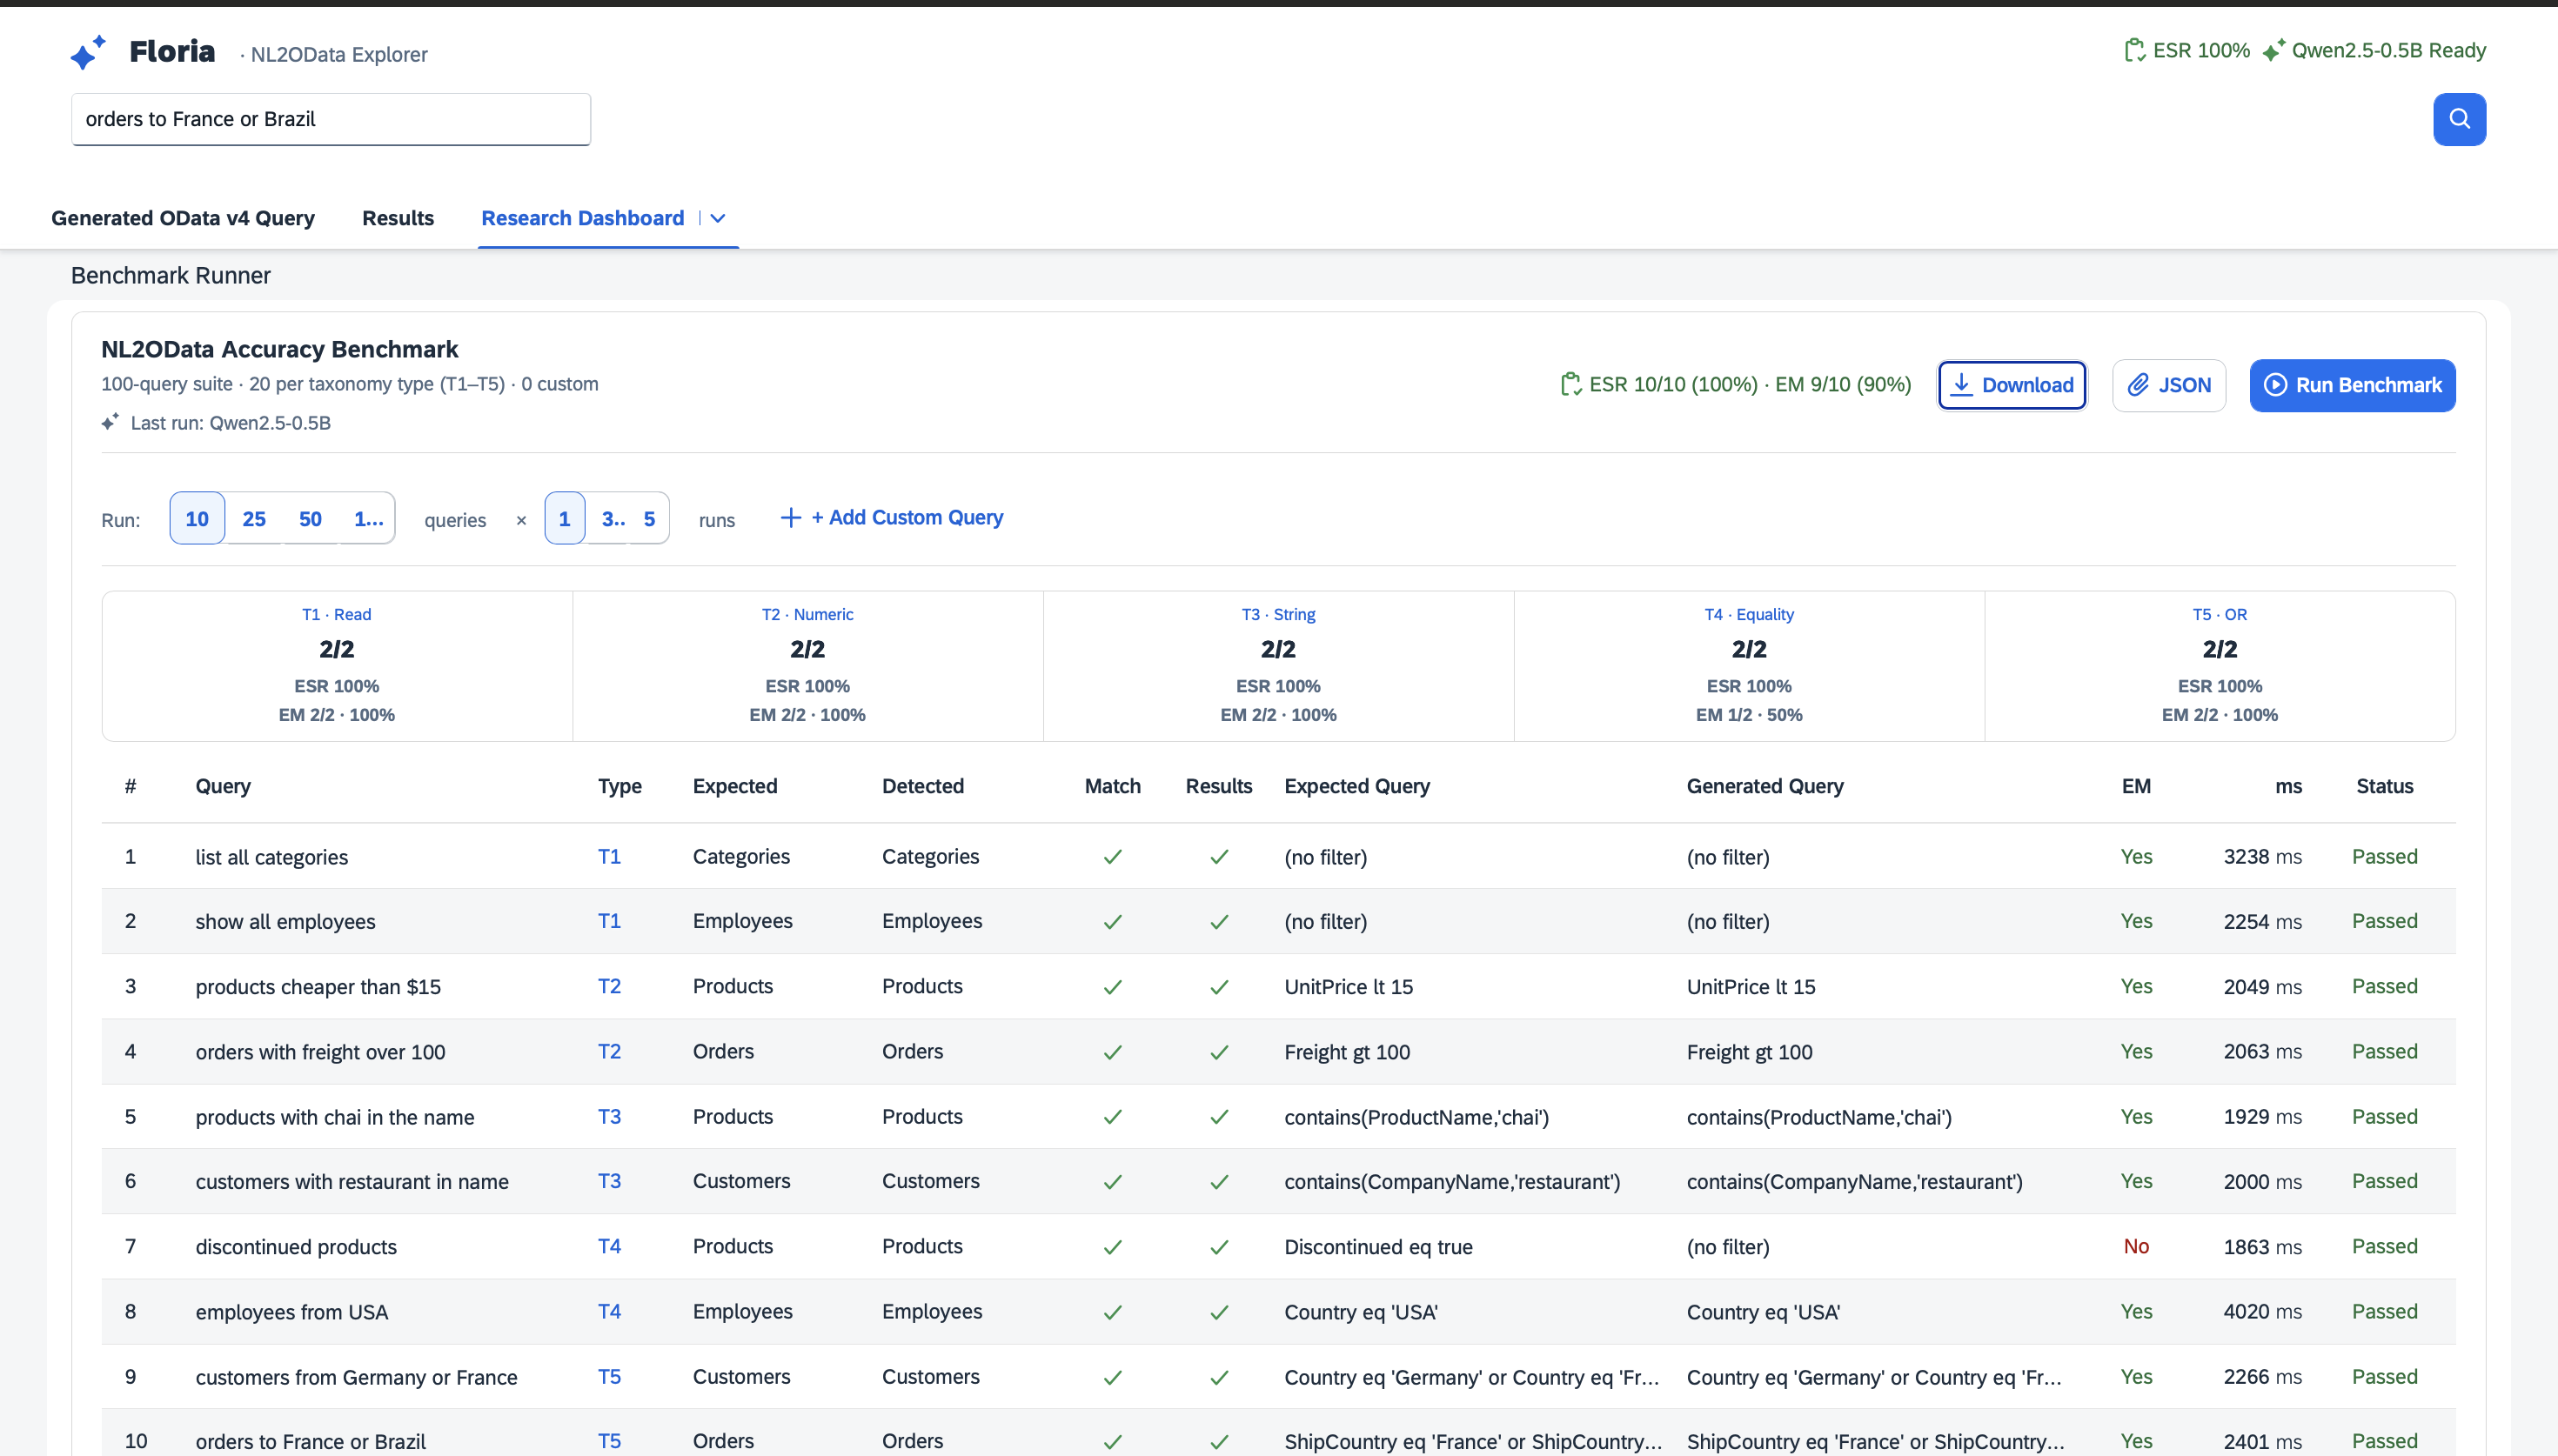 Floria · NL2OData Explorer
ESR 100% Qwen2.5-0.5B Ready
orders to France or Brazil
Generated OData v4 Query Results Research Dashboard
Benchmark Runner
NL2OData Accuracy Benchmark
100-query suite · 20 per taxonomy type (T1–T5) · 0 custom
Last run: Qwen2.5-0.5B
ESR 10/10 (100%) · EM 9/10 (90%) Download JSON Run Benchmark
Run: 10 25 50 1... queries × 1 3.. 5 runs + Add Custom Query
T1 · Read
2/2
ESR 100%
EM 2/2 · 100%
T2 · Numeric
2/2
ESR 100%
EM 2/2 · 100%
T3 · String
2/2
ESR 100%
EM 2/2 · 100%
T4 · Equality
2/2
ESR 100%
EM 1/2 · 50%
T5 · OR
2/2
ESR 100%
EM 2/2 · 100%
# Query Type Expected Detected Match Results Expected Query Generated Query EM ms Status
1 list all categories T1 Categories Categories (no filter) (no filter) Yes 3238 ms Passed
2 show all employees T1 Employees Employees (no filter) (no filter) Yes 2254 ms Passed
3 products cheaper than $15 T2 Products Products UnitPrice lt 15 UnitPrice lt 15 Yes 2049 ms Passed
4 orders with freight over 100 T2 Orders Orders Freight gt 100 Freight gt 100 Yes 2063 ms Passed
5 products with chai in the name T3 Products Products contains(ProductName,'chai') contains(ProductName,'chai') Yes 1929 ms Passed
6 customers with restaurant in name T3 Customers Customers contains(CompanyName,'restaurant') contains(CompanyName,'restaurant') Yes 2000 ms Passed
7 discontinued products T4 Products Products Discontinued eq true (no filter) No 1863 ms Passed
8 employees from USA T4 Employees Employees Country eq 'USA' Country eq 'USA' Yes 4020 ms Passed
9 customers from Germany or France T5 Customers Customers Country eq 'Germany' or Country eq 'Fr... Country eq 'Germany' or Country eq 'Fr... Yes 2266 ms Passed
10 orders to France or Brazil T5 Orders Orders ShipCountry eq 'France' or ShipCountry... ShipCountry eq 'France' or ShipCountry... Yes 2401 ms Passed